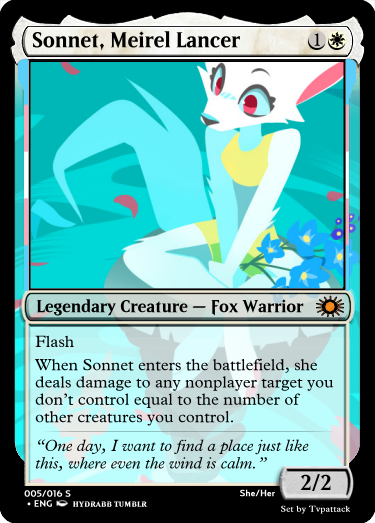 Sonnet, Meirel Lancer 1
Legendary Creature — Fox Warrior
Flash
When Sonnet enters the battlefield, she
deals damage to any nonplayer target you
don't control equal to the number of
other creatures you control.
“One day, I want to find a place just like
this, where even the wind is calm.”
2/2
005/016 S She/Her
• ENG HYDRABB TUMBLR Set by Tvpattack